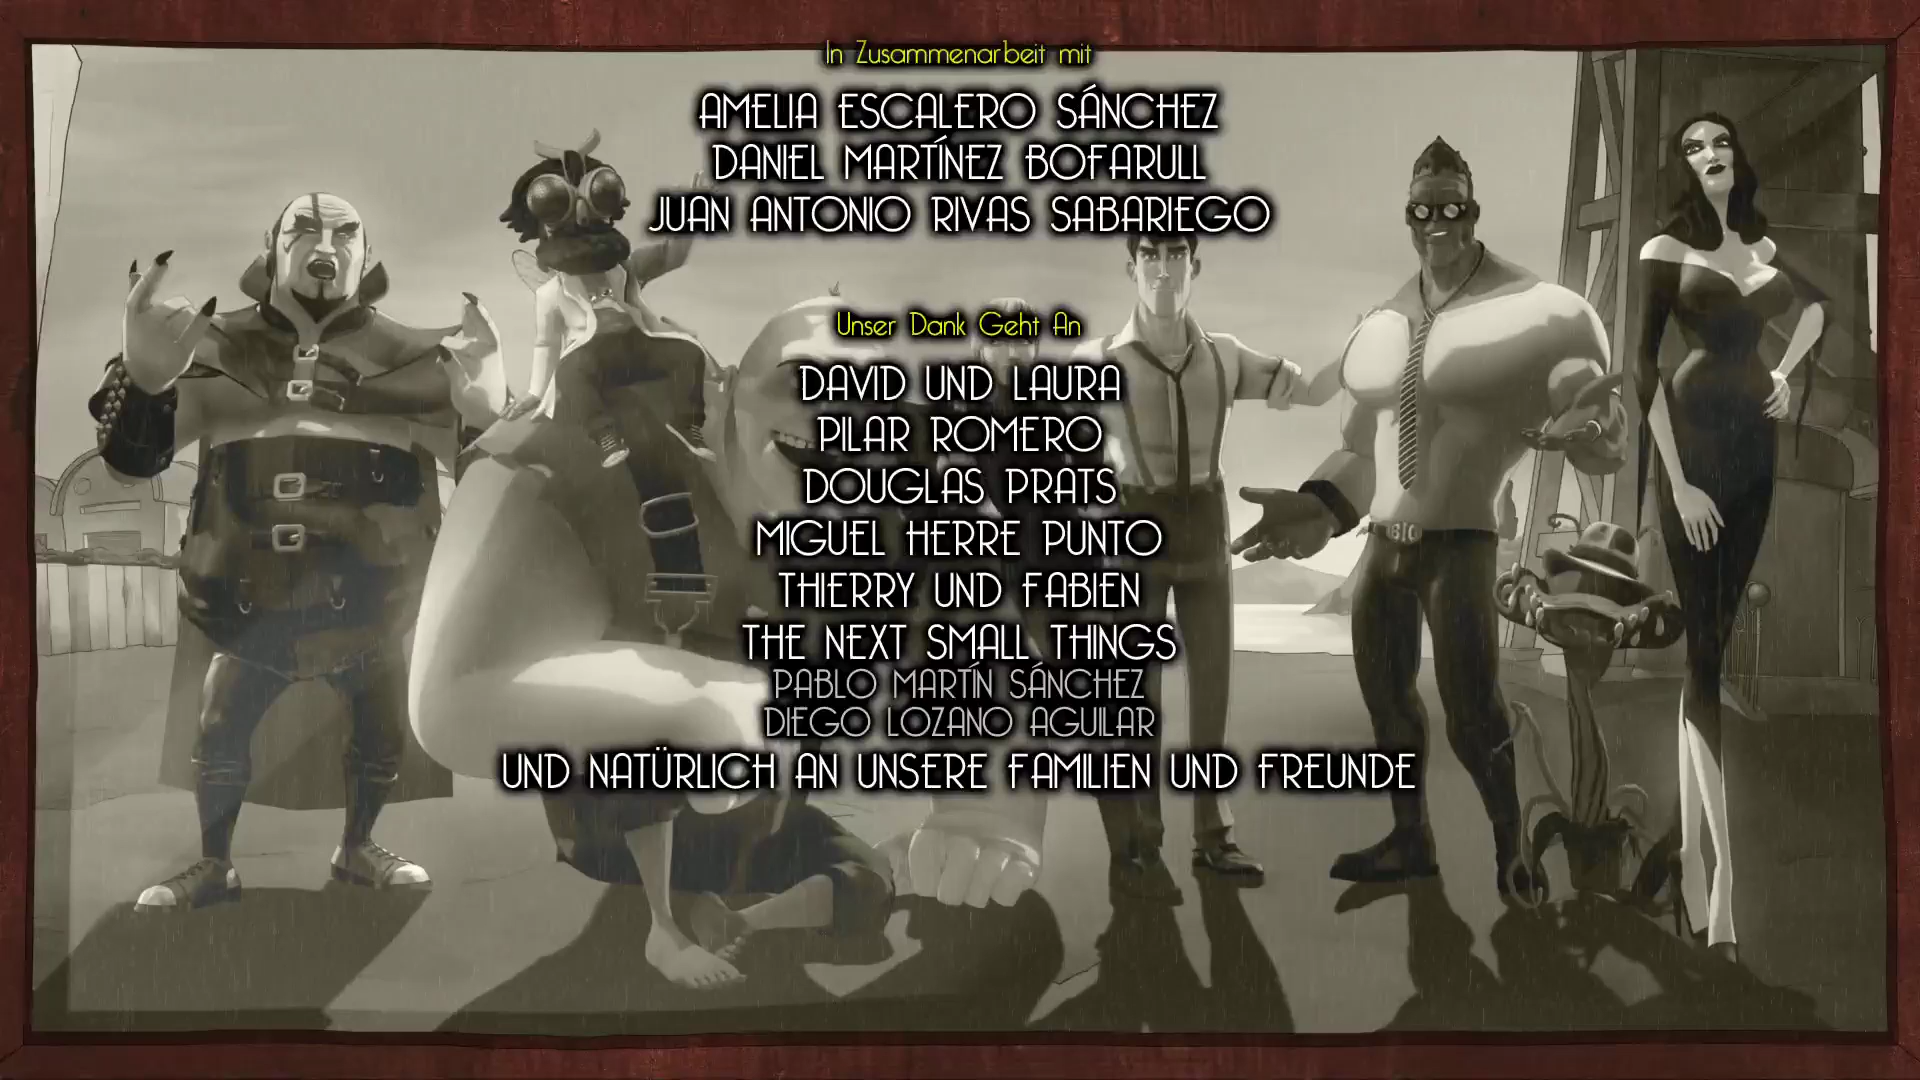 In Zusammenarbeit mit
AMELIA ESCALERO SÁNCHEZ
DANIEL MARTÍNEZ BOFARULL
JUAN ANTONIO RIVAS SABARIEGO
Unser Dank Geht An
DAVID UND LAURA
PILAR ROMERO
DOUGLAS PRATS
MIGUEL HERRE PUNTO
THIERRY UND FABIEN
THE NEXT SMALL THINGS
PABLO MARTÍN SÁNCHEZ
DIEGO LOZANO AGUILAR
UND NATÜRLICH AN UNSERE FAMILIEN UND FREUNDE